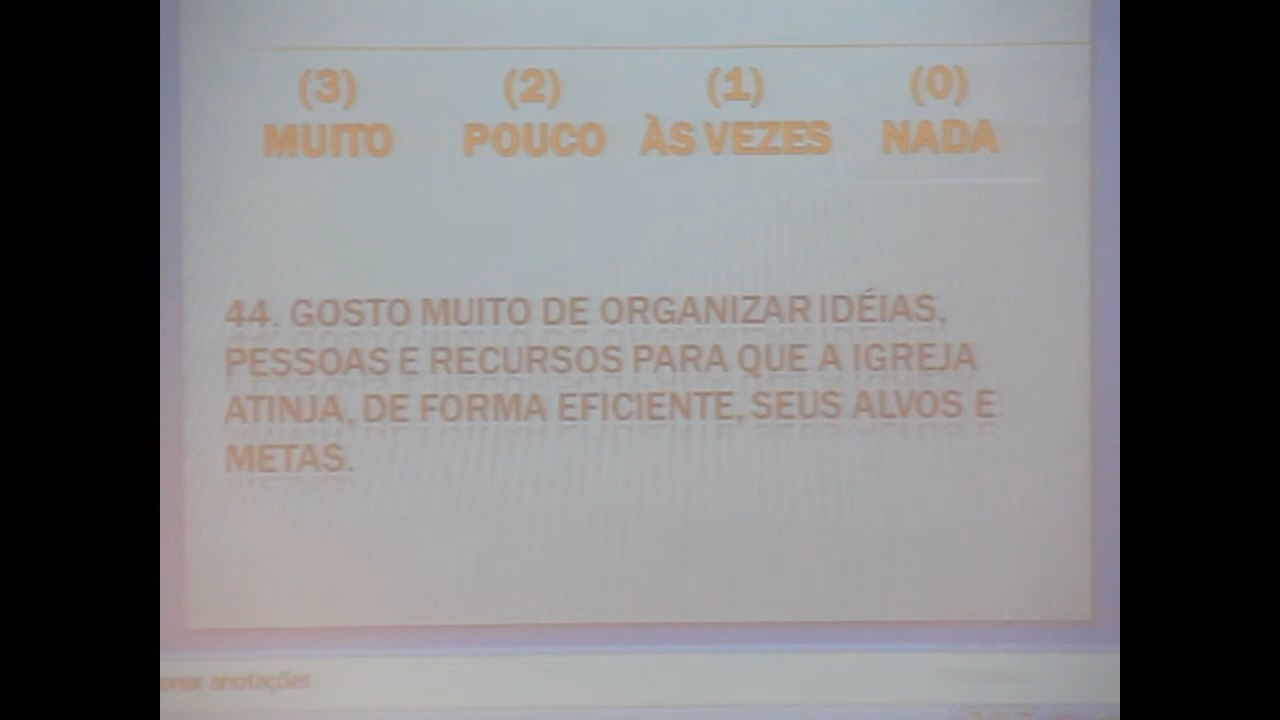 (3) (2) (1) (0)
MUITO POUCO ÀS VEZES NADA
44. GOSTO MUITO DE ORGANIZAR IDÉIAS,
PESSOAS E RECURSOS PARA QUE A IGREJA
ATINJA, DE FORMA EFICIENTE, SEUS ALVOS E
METAS.
anotações